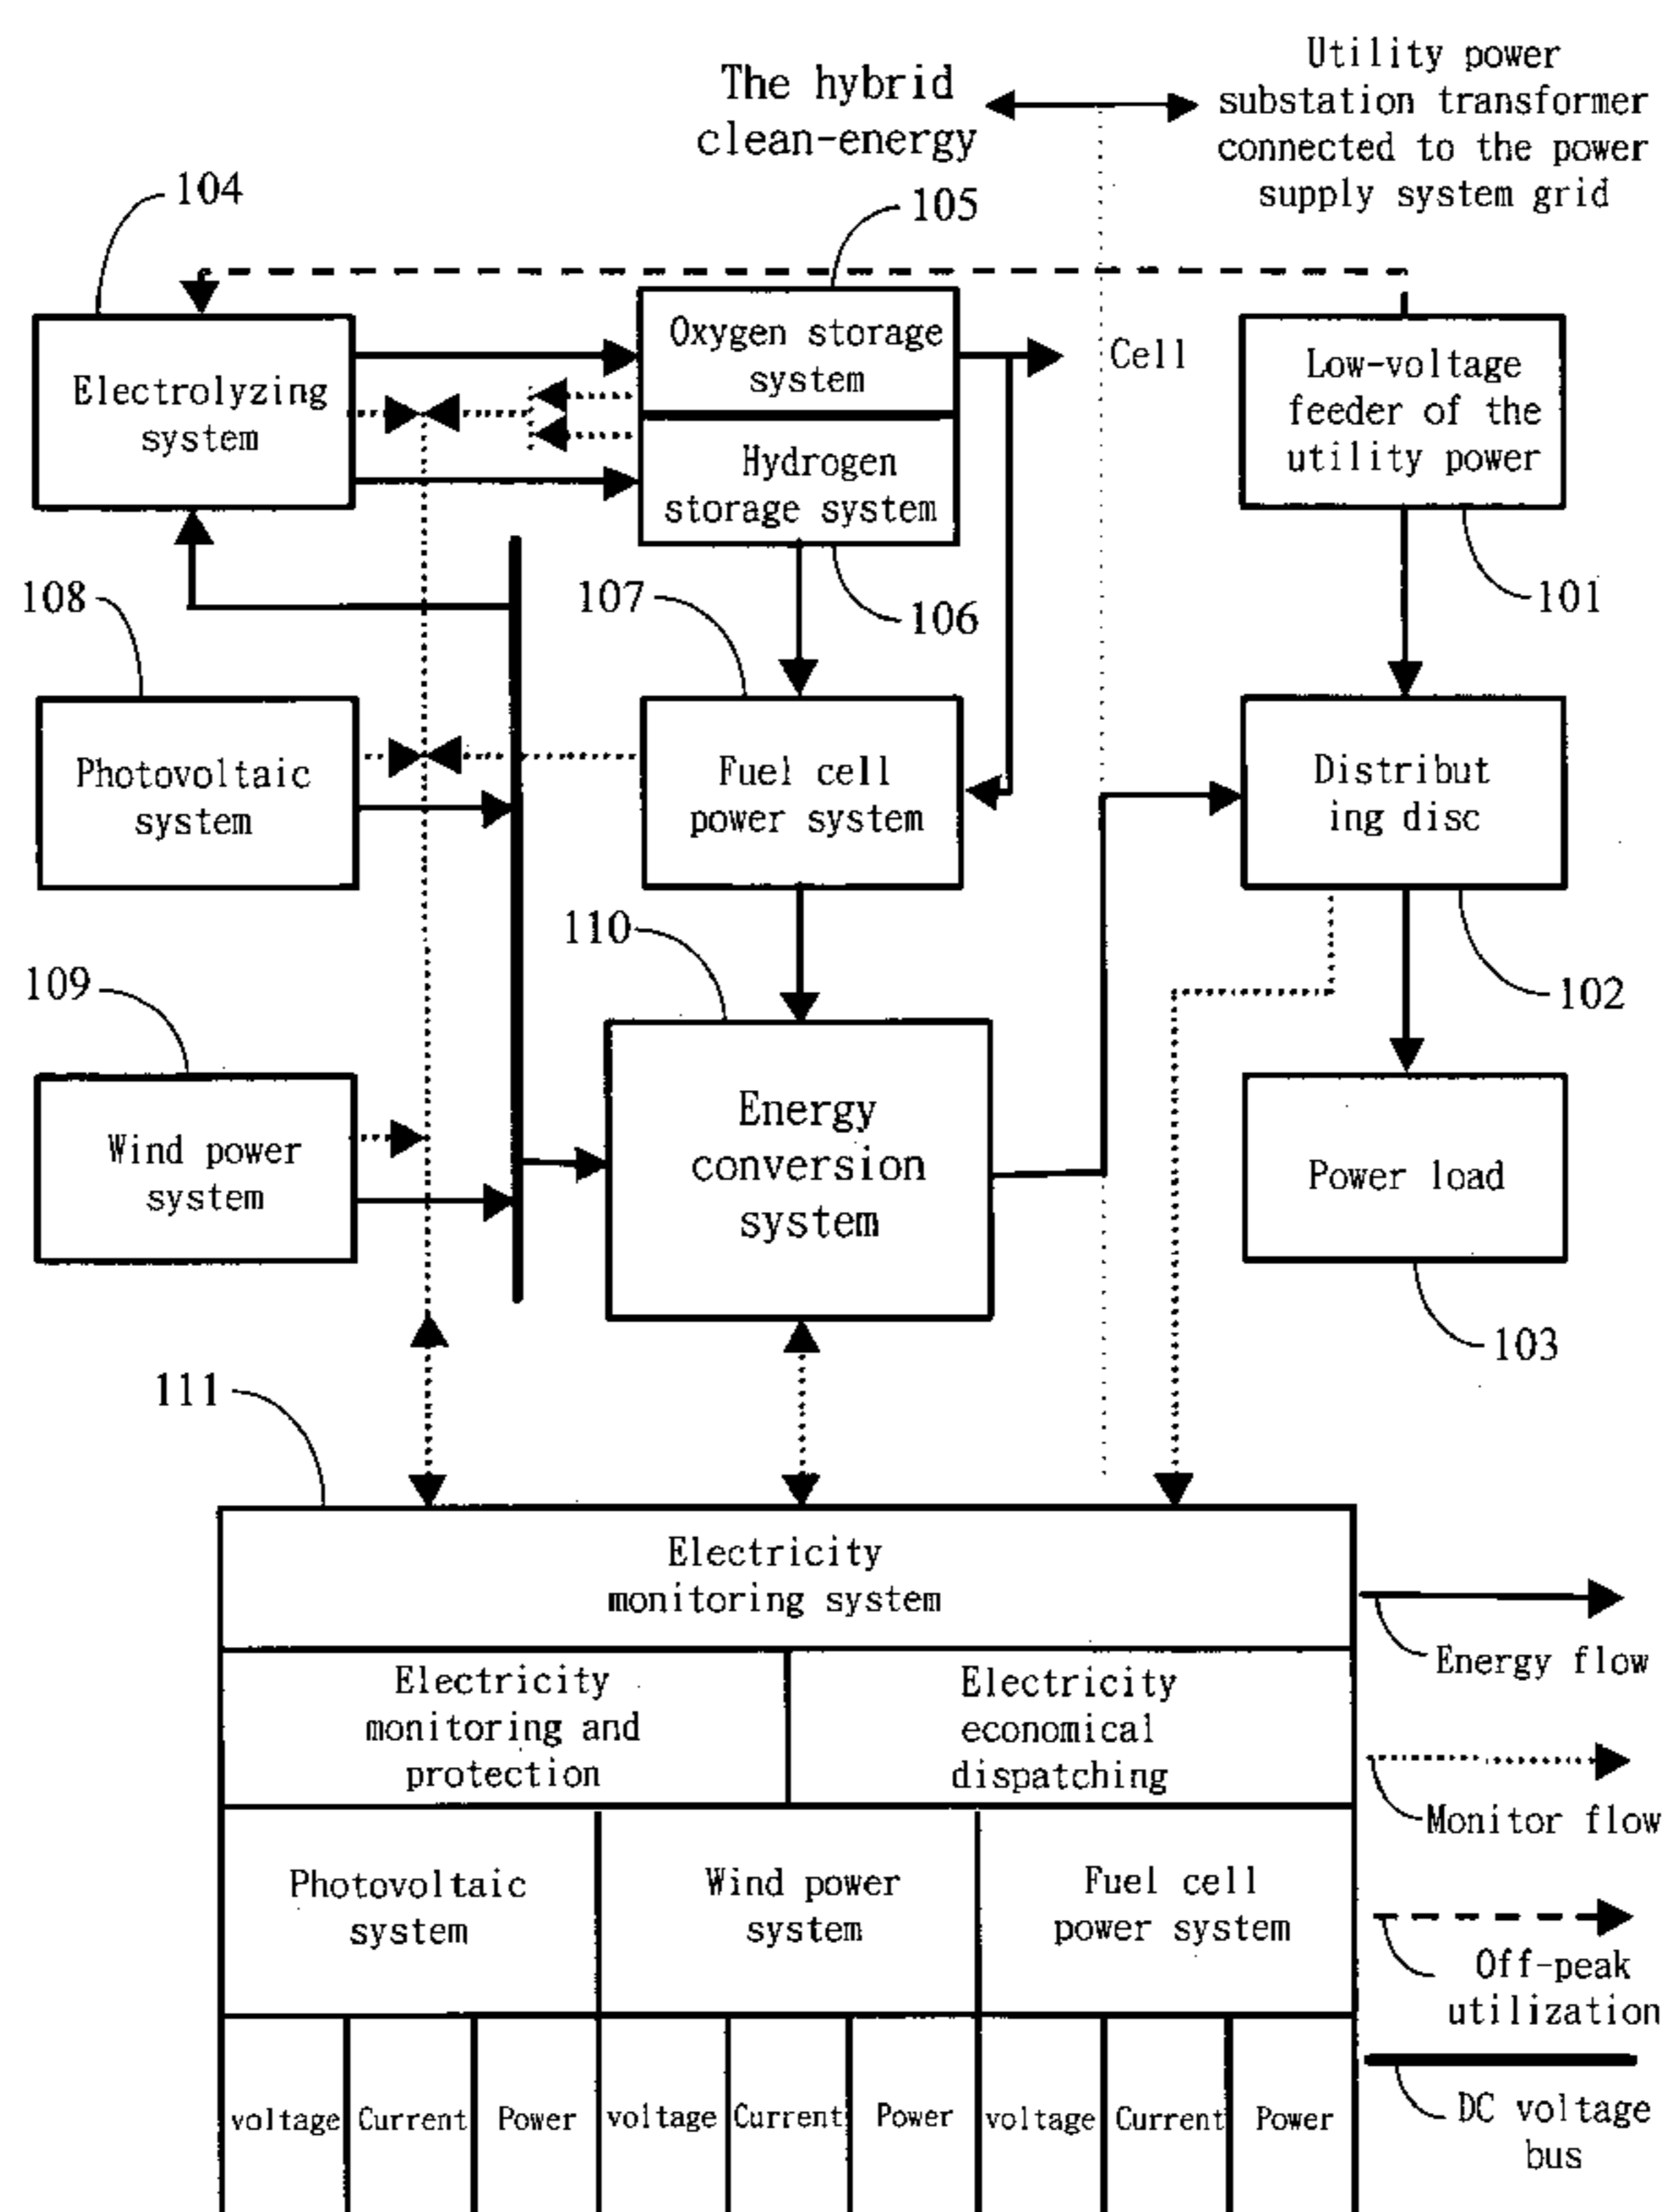 The hybrid
clean-energy
Utility power
substation transformer
connected to the power
supply system grid
104
105
Electrolyzing
system
Oxygen storage
system
Cell
Low-voltage
feeder of the
utility power
Hydrogen
storage system
108
107
106
101
Photovoltaic
system
Fuel cell
power system
Distribut
ing disc
110
109
102
Wind power
system
Energy
conversion
system
Power load
103
111
Electricity
monitoring system
Energy flow
Electricity
monitoring and
protection
Electricity
economical
dispatching
Monitor flow
Photovoltaic
system
Wind power
system
Fuel cell
power system
Off-peak
utilization
voltage
Current
Power
voltage
Current
Power
voltage
Current
Power
DC voltage
bus